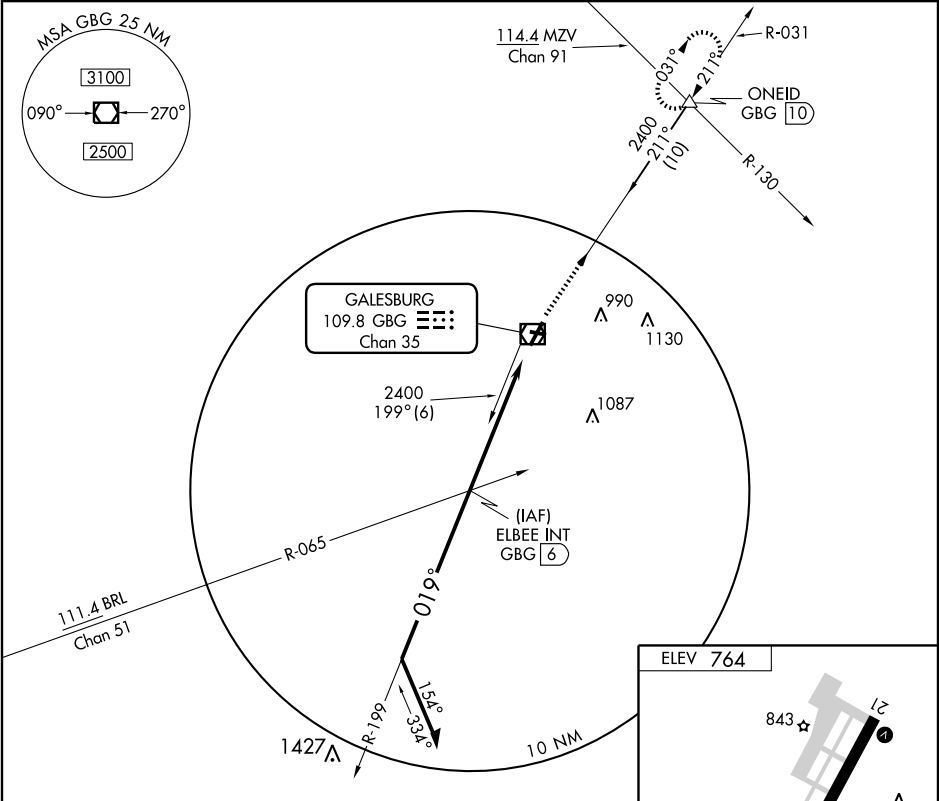 MSA GBG 25 NM
3100
090°
270°
2500
114.4 MZV
Chan 91
R-031
031°
211°
ONEID
GBG 10
2400
211°
(10)
R-130
GALESBURG
109.8 GBG
Chan 35
990
1130
2400
199° (6)
1087
(IAF)
ELBEE INT
GBG 6
R-065
111.4 BRL
Chan 51
019°
154°
334°
R-199
1427
10 NM
ELEV 764
843
21
V